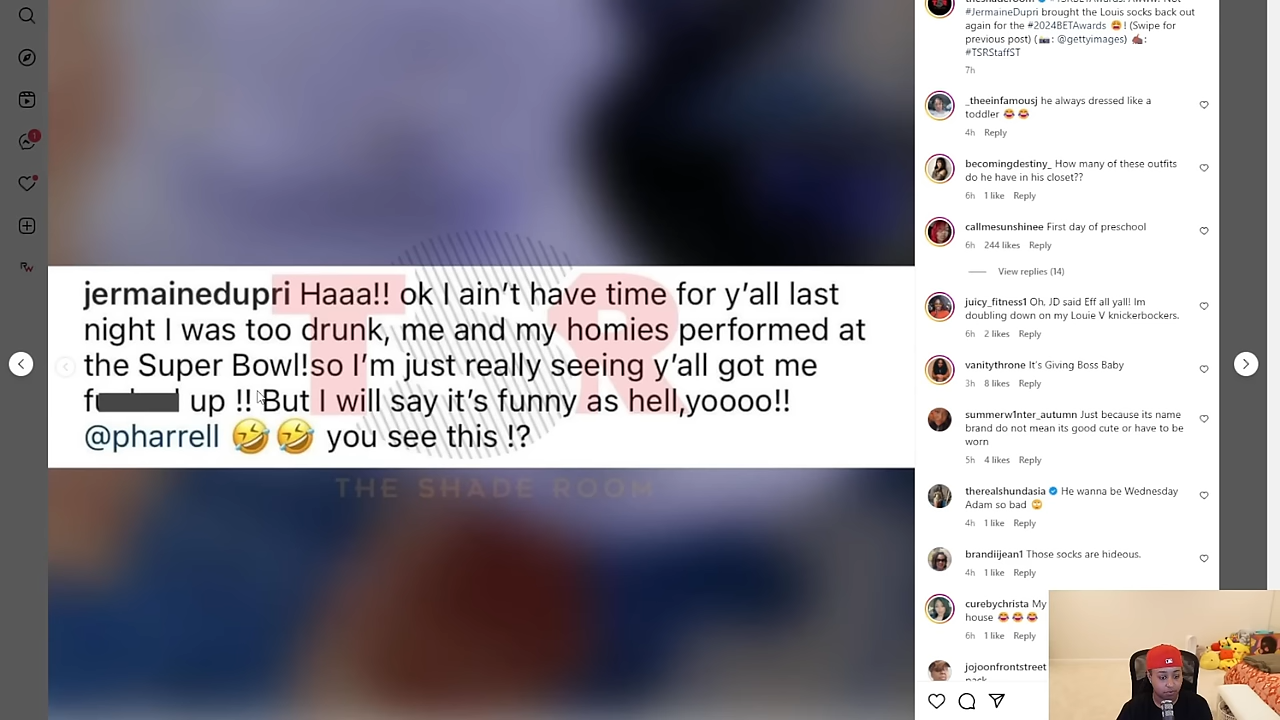 #JermaineDupri brought the Louis socks back out
again for the #2024BETAwards 🤩! (Swipe for
previous post) (📸: @gettyimages) ✍🏾:
#TSRStaffST
7h
_theeinfamousj he always dressed like a
toddler 😂😂
4h Reply
becomingdestiny_ How many of these outfits
do he have in his closet??
6h 1 like Reply
callmesunshinee First day of preschool
6h 244 likes Reply
View replies (14)
juicy_fitness1 Oh. JD said Eff all yall! Im
doubling down on my Louie V knickerbockers.
6h 2 likes Reply
vanitythrone It's Giving Boss Baby
3h 8 likes Reply
summerw1nter_autumn Just because its name
brand do not mean its good cute or have to be
worn
5h 4 likes Reply
therealshundasia He wanna be Wednesday
Adam so bad 🙄
4h 1 like Reply
brandiijean1 Those socks are hideous.
4h 1 like Reply
curebychrista My
house 😂😂😂
6h 1 like Reply
jojoonfrontstreet
1
RW
TSR
jermainedupri Haaa!! ok I ain't have time for y'all last
night I was too drunk, me and my homies performed at
the Super Bowl!so I'm just really seeing y'all got me
f d up !! But I will say it's funny as hell,yoooo!!
@pharrell 🤣🤣 you see this !?
THE SHADE ROOM